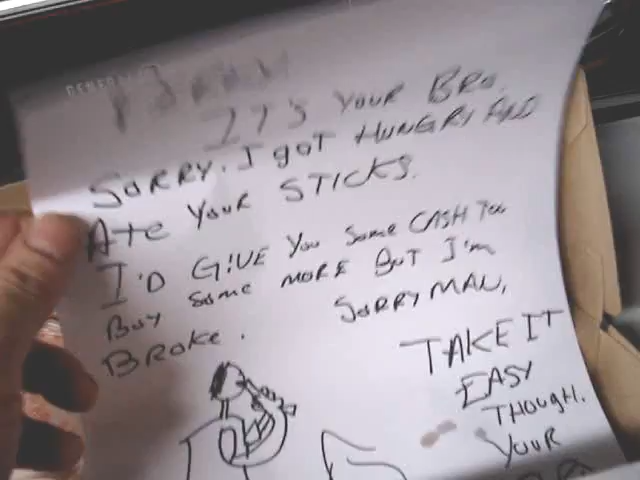 IT'S YOUR BRO.
SORRY. I gOT HUNGRY AND
ATe YOUR STICKS.
I'D GIVE YOU SOME CASH TOO
BUY SOME MORE BUT I'm
BROKe. SORRY MAN,
TAKE IT
EASY
THOUGH.
YOUR